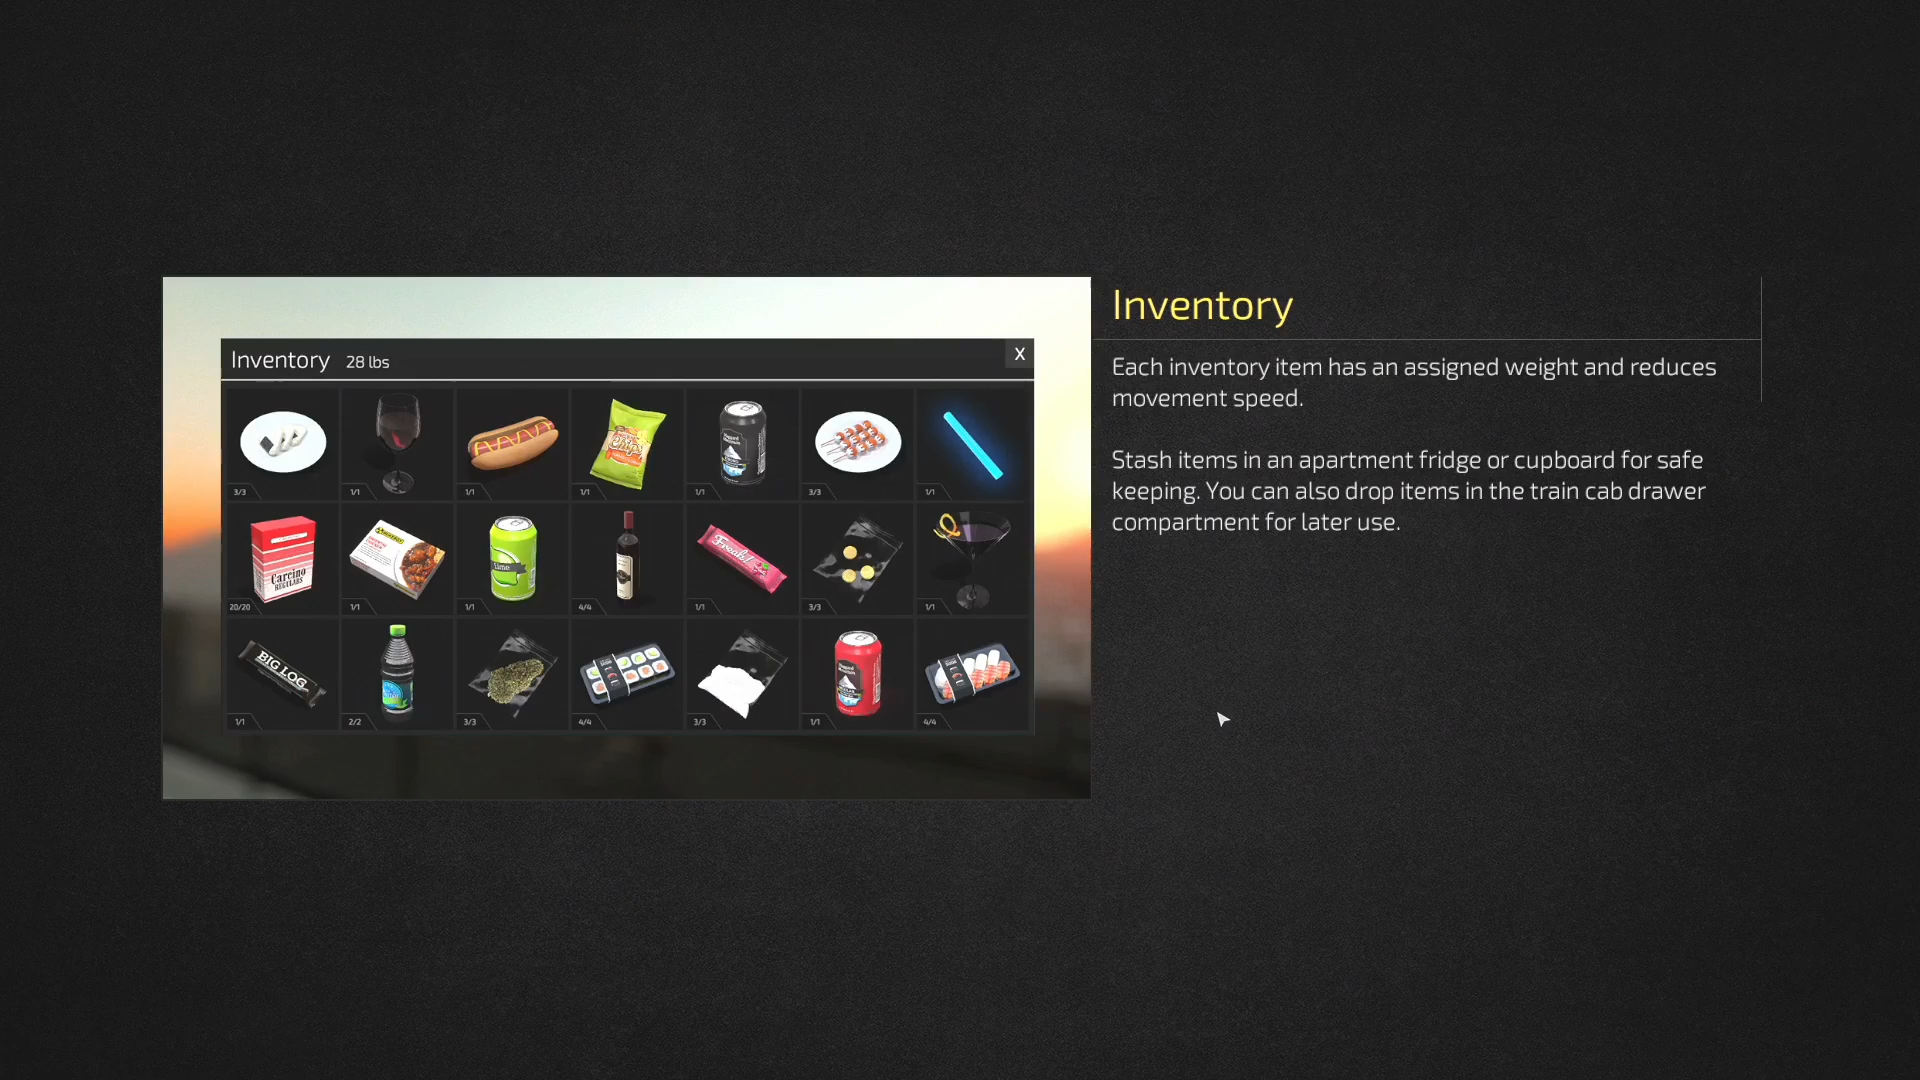 Inventory
Each inventory item has an assigned weight and reduces
movement speed.
Stash items in an apartment fridge or cupboard for safe
keeping. You can also drop items in the train cab drawer
compartment for later use.
Inventory 28 lbs X
3/3 1/1 1/1 1/1 1/1 3/3 1/1
Carcino
REGULARS
lime
Freak!
20/20 1/1 1/1 4/4 1/1 3/3 1/1
BIG LOG
1/1 2/2 3/3 4/4 3/3 1/1 4/4